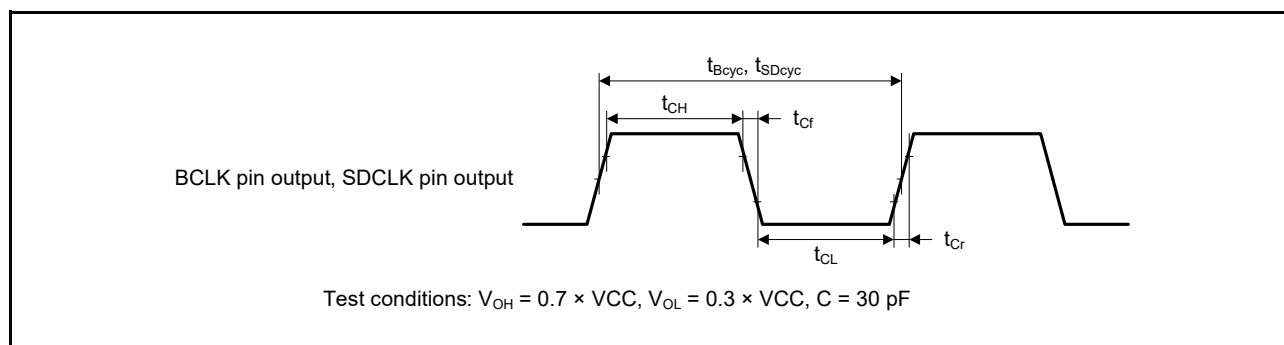 tBcyc, tSDcyc
tCH
tCf
BCLK pin output, SDCLK pin output
tCL
tCr
Test conditions: VOH = 0.7 × VCC, VOL = 0.3 × VCC, C = 30 pF